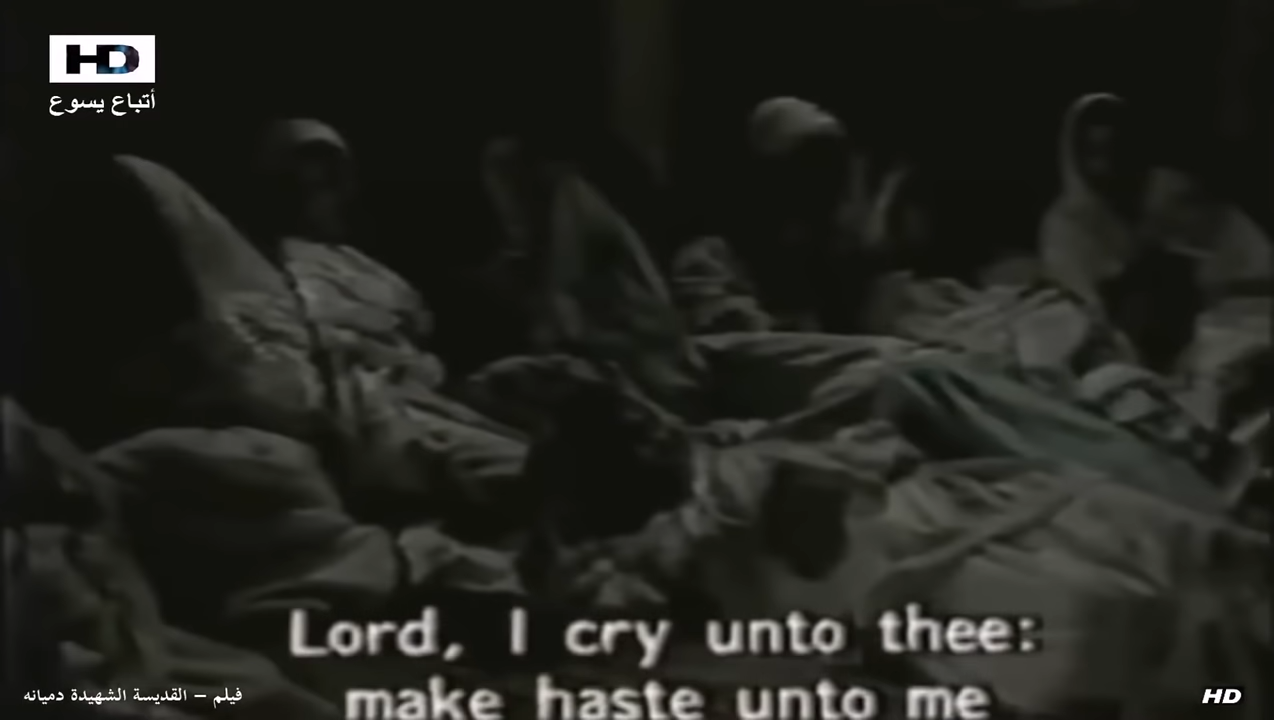 HD
أتباع يسوع
Lord, I cry unto thee:
make haste unto me
فيلم – القديسة الشهيدة دميانه
HD